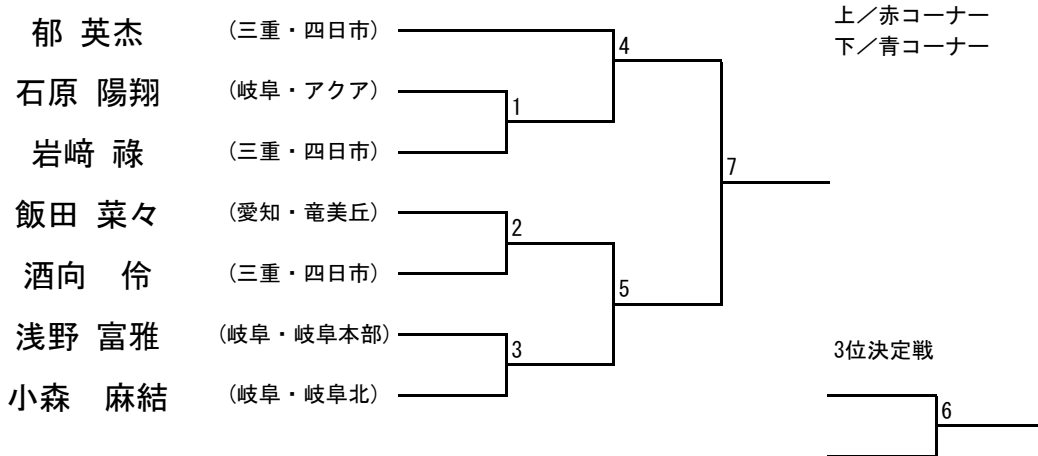 上／赤コーナー
下／青コーナー
郁 英杰 (三重・四日市)
石原 陽翔 (岐阜・アクア)
岩﨑 祿 (三重・四日市)
飯田 菜々 (愛知・竜美丘)
酒向 伶 (三重・四日市)
浅野 富雅 (岐阜・岐阜本部)
小森 麻結 (岐阜・岐阜北)
4
1
7
2
5
3
3位決定戦
6